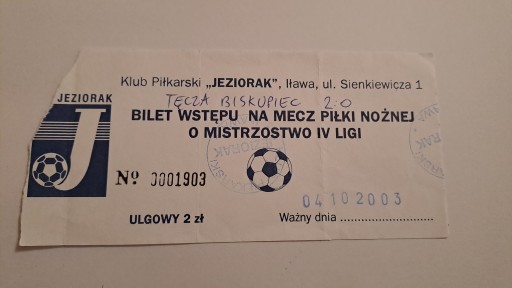 Klub Piłkarski „JEZIORAK”, Iława, ul. Sienkiewicza 1
TĘCZA BISKUPIEC 2:0
JEZIORAK
J
BILET WSTĘPU NA MECZ PIŁKI NOŻNEJ
O MISTRZOSTWO IV LIGI
№ 0001903
04 10 2003
ULGOWY 2 zł
Ważny dnia ........................